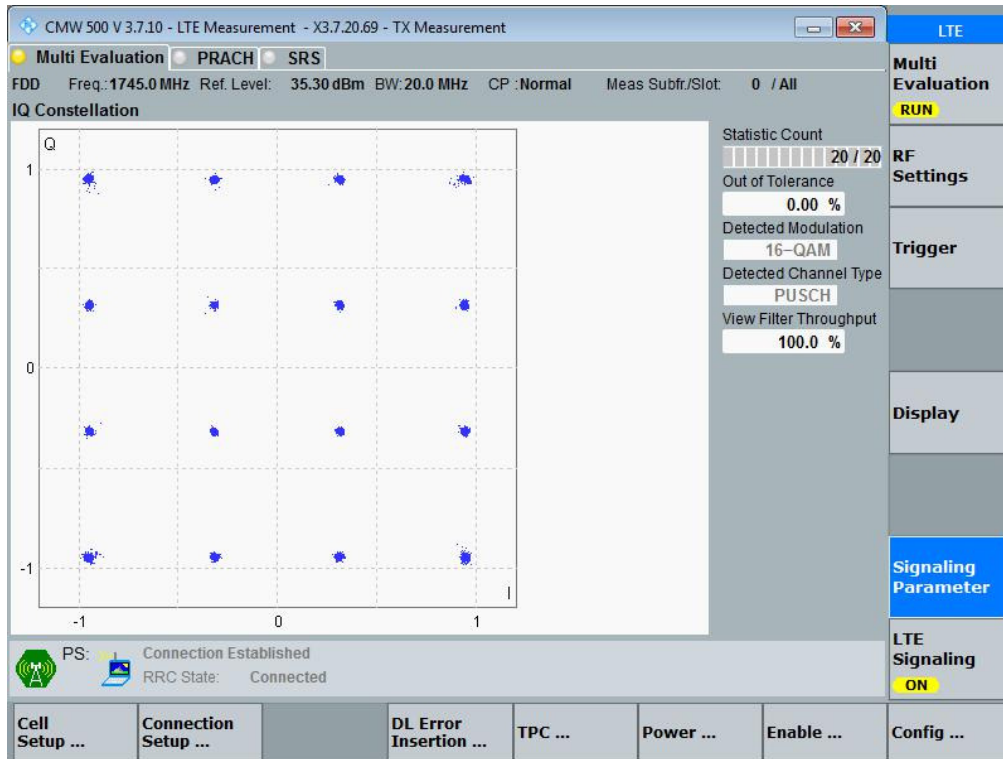 CMW 500 V 3.7.10 - LTE Measurement - X3.7.20.69 - TX Measurement
LTE
Multi Evaluation PRACH SRS
FDD Freq.:1745.0 MHz Ref. Level: 35.30 dBm BW:20.0 MHz CP :Normal Meas Subfr./Slot: 0 / All
IQ Constellation
Q
1
0
-1
I
-1 0 1
Statistic Count
20 / 20
Out of Tolerance
0.00 %
Detected Modulation
16-QAM
Detected Channel Type
PUSCH
View Filter Throughput
100.0 %
Multi
Evaluation
RUN
RF
Settings
Trigger
Display
Signaling
Parameter
LTE
Signaling
ON
PS: Connection Established
RRC State: Connected
Cell
Setup ...
Connection
Setup ...
DL Error
Insertion ...
TPC ...
Power ...
Enable ...
Config ...